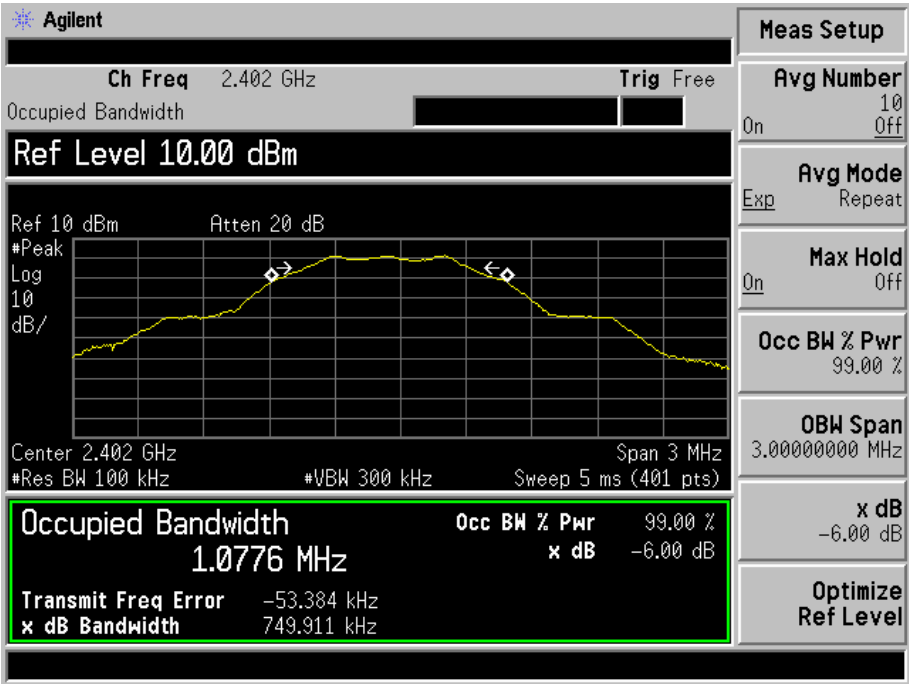 Agilent
Ch Freq 2.402 GHz Trig Free
Occupied Bandwidth
Ref Level 10.00 dBm
Ref 10 dBm Atten 20 dB
#Peak
Log
10
dB/
Center 2.402 GHz Span 3 MHz
#Res BW 100 kHz #VBW 300 kHz Sweep 5 ms (401 pts)
Occupied Bandwidth Occ BW % Pwr 99.00 %
1.0776 MHz x dB -6.00 dB
Transmit Freq Error -53.384 kHz
x dB Bandwidth 749.911 kHz
Meas Setup
Avg Number
10
On Off
Avg Mode
Exp Repeat
Max Hold
On Off
Occ BW % Pwr
99.00 %
OBW Span
3.00000000 MHz
x dB
-6.00 dB
Optimize
Ref Level